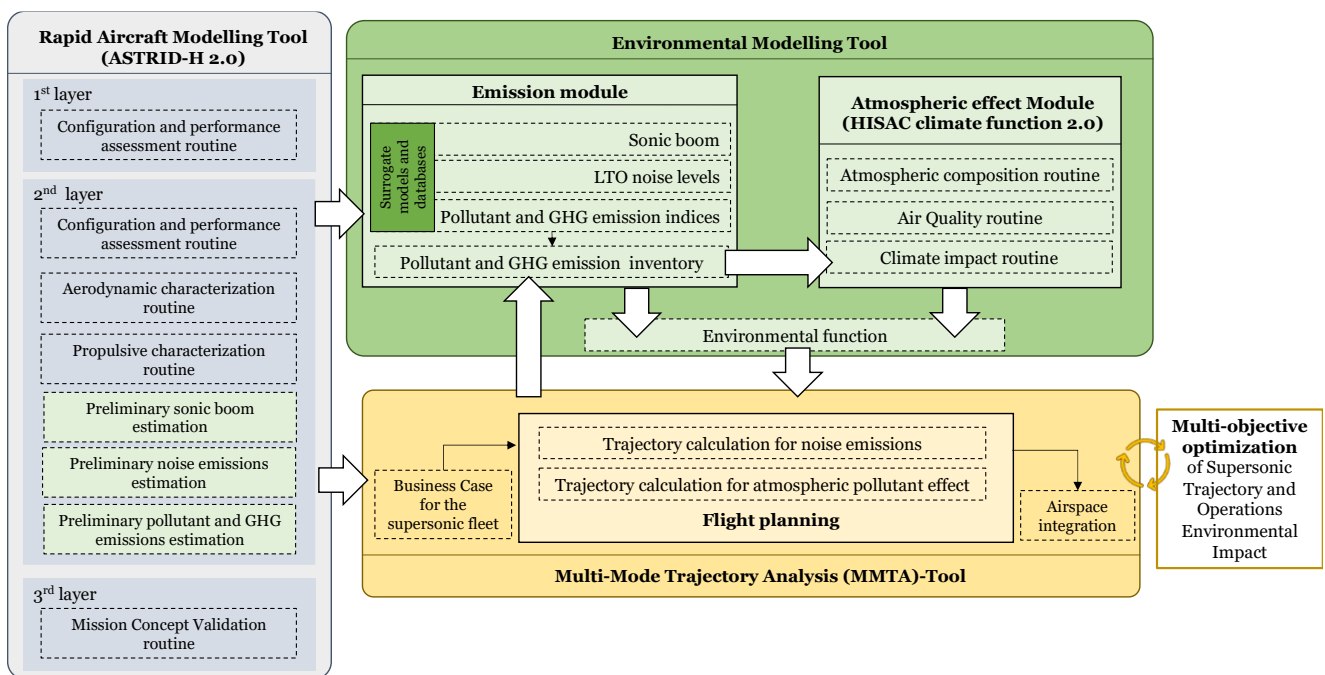 Rapid Aircraft Modelling Tool
(ASTRID-H 2.0)
1st layer
Configuration and performance
assessment routine
2nd layer
Configuration and performance
assessment routine
Aerodynamic characterization
routine
Propulsive characterization
routine
Preliminary sonic boom
estimation
Preliminary noise emissions
estimation
Preliminary pollutant and GHG
emissions estimation
3rd layer
Mission Concept Validation
routine
Environmental Modelling Tool
Emission module
Surrogate
models and
databases
Sonic boom
LTO noise levels
Pollutant and GHG emission indices
Pollutant and GHG emission inventory
Atmospheric effect Module
(HISAC climate function 2.0)
Atmospheric composition routine
Air Quality routine
Climate impact routine
Environmental function
Business Case
for the
supersonic fleet
Trajectory calculation for noise emissions
Trajectory calculation for atmospheric pollutant effect
Flight planning
Airspace
integration
Multi-Mode Trajectory Analysis (MMTA)-Tool
Multi-objective
optimization
of Supersonic
Trajectory and
Operations
Environmental
Impact